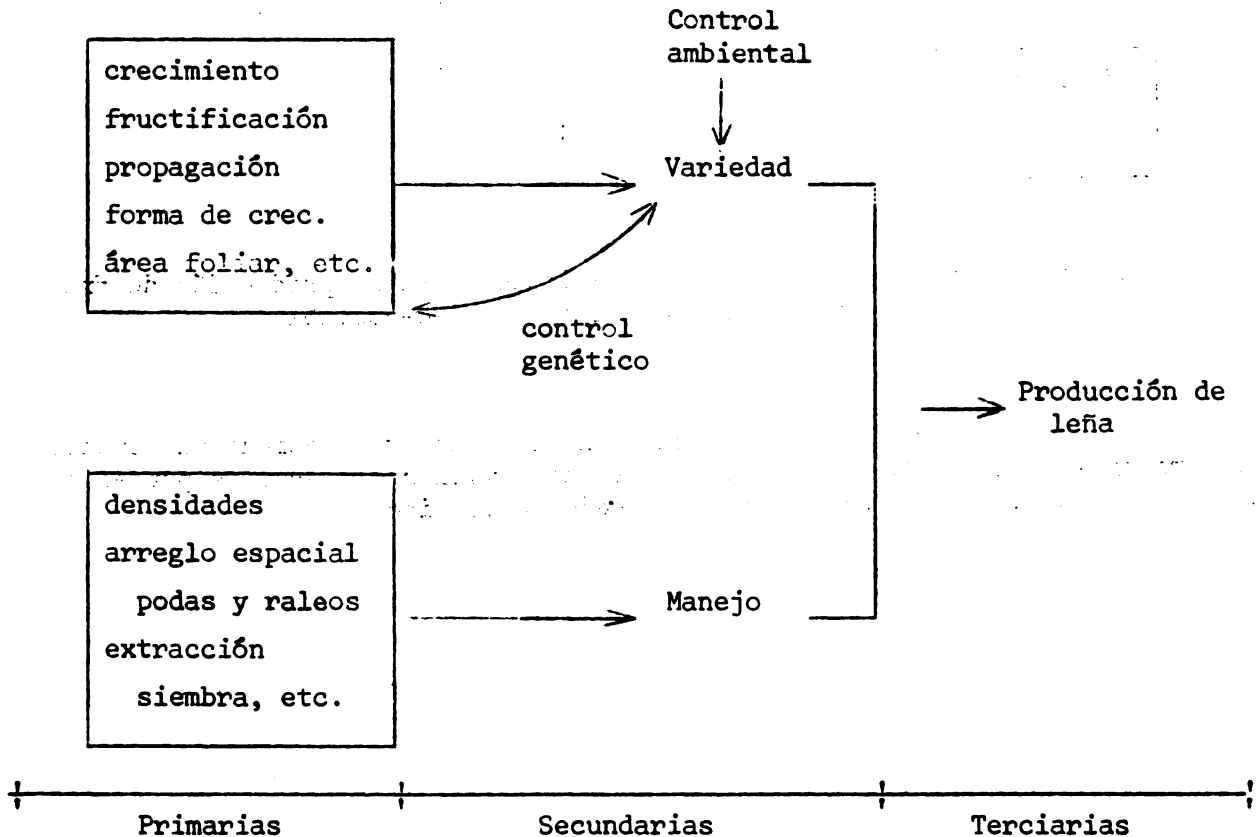 Control
ambiental
crecimiento
fructificación
propagación
forma de crec.
área foliar, etc.
Variedad
control
genético
Producción de
leña
densidades
arreglo espacial
podas y raleos
extracción
siembra, etc.
Manejo
Primarias Secundarias Terciarias